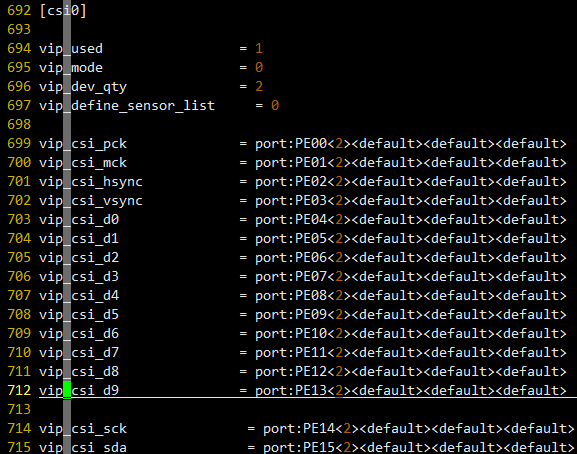 692 [csi0]
693
694 vip_used = 1
695 vip_mode = 0
696 vip_dev_qty = 2
697 vip_define_sensor_list = 0
698
699 vip_csi_pck = port:PE00<2><default><default><default>
700 vip_csi_mck = port:PE01<2><default><default><default>
701 vip_csi_hsync = port:PE02<2><default><default><default>
702 vip_csi_vsync = port:PE03<2><default><default><default>
703 vip_csi_d0 = port:PE04<2><default><default><default>
704 vip_csi_d1 = port:PE05<2><default><default><default>
705 vip_csi_d2 = port:PE06<2><default><default><default>
706 vip_csi_d3 = port:PE07<2><default><default><default>
707 vip_csi_d4 = port:PE08<2><default><default><default>
708 vip_csi_d5 = port:PE09<2><default><default><default>
709 vip_csi_d6 = port:PE10<2><default><default><default>
710 vip_csi_d7 = port:PE11<2><default><default><default>
711 vip_csi_d8 = port:PE12<2><default><default><default>
712 vip_csi_d9 = port:PE13<2><default><default><default>
713
714 vip_csi_sck = port:PE14<2><default><default><default>
715 vip_csi_sda = port:PE15<2><default><default><default>